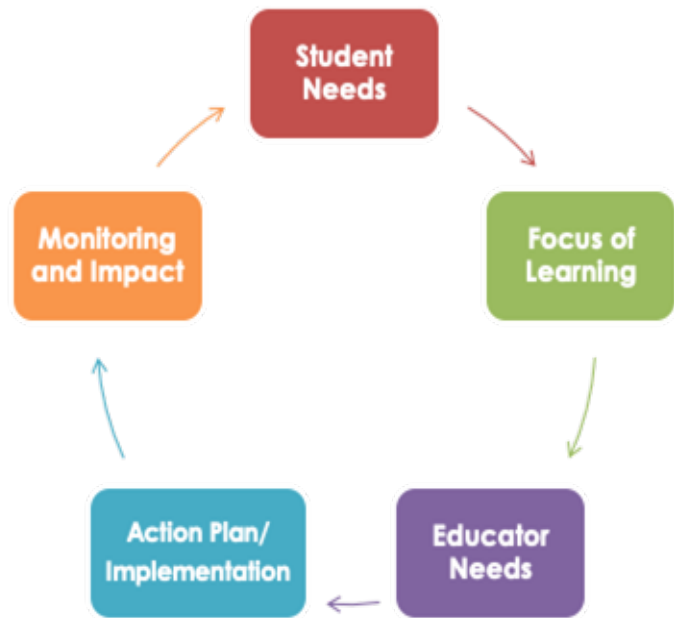 Student
Needs
Focus of
Learning
Educator
Needs
Action Plan/
Implementation
Monitoring
and Impact